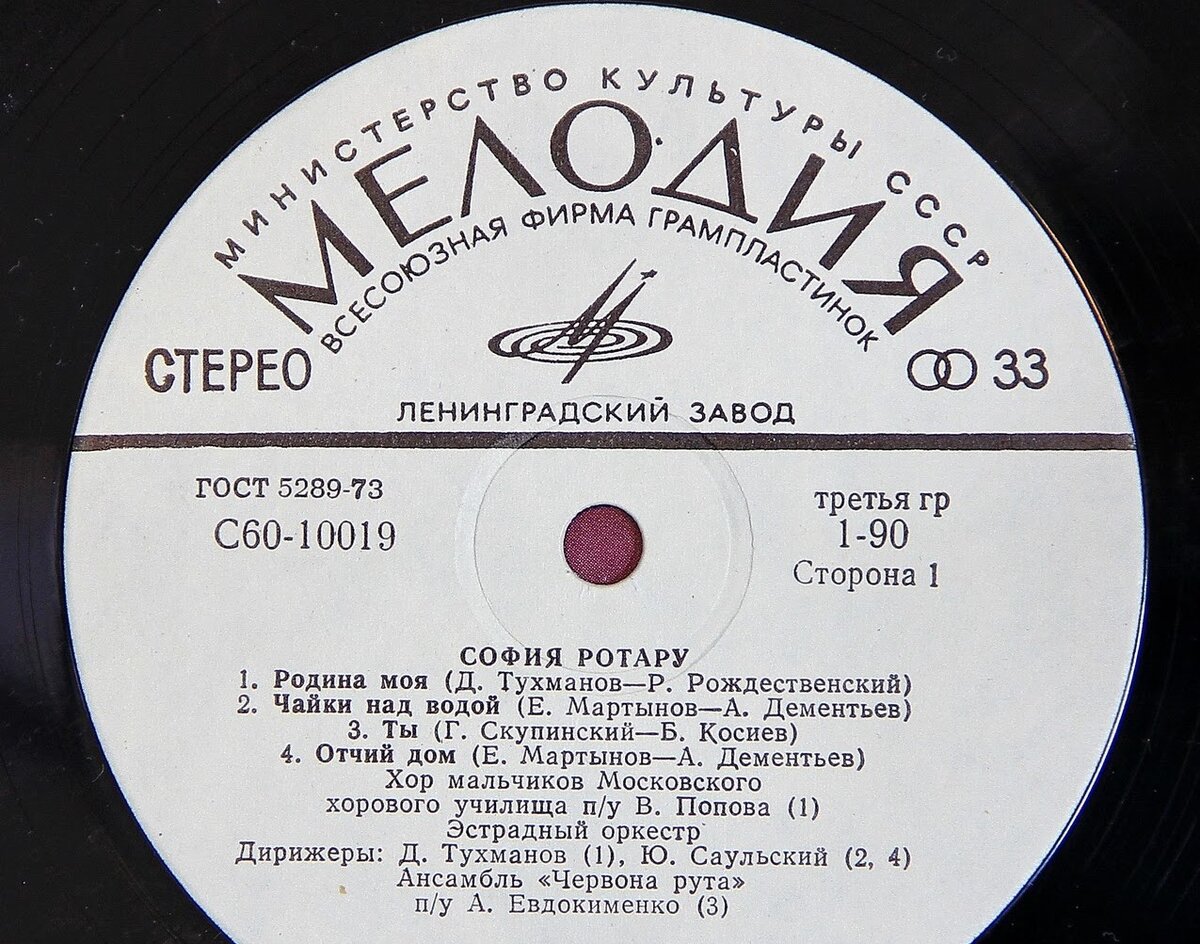 МИНИСТЕРСТВО КУЛЬТУРЫ СССР
МЕЛОДИЯ
ВСЕСОЮЗНАЯ ФИРМА ГРАМПЛАСТИНОК
СТЕРЕО
33
ЛЕНИНГРАДСКИЙ ЗАВОД
ГОСТ 5289-73
С60-10019
третья гр
1-90
Сторона 1
СОФИЯ РОТАРУ
1. Родина моя (Д. Тухманов—Р. Рождественский)
2. Чайки над водой (Е. Мартынов—А. Дементьев)
3. Ты (Г. Скупинский—Б. Косиев)
4. Отчий дом (Е. Мартынов—А. Дементьев)
Хор мальчиков Московского
хорового училища п/у В. Попова (1)
Эстрадный оркестр
Дирижеры: Д. Тухманов (1), Ю. Саульский (2, 4)
Ансамбль «Червона рута»
п/у А. Евдокименко (3)